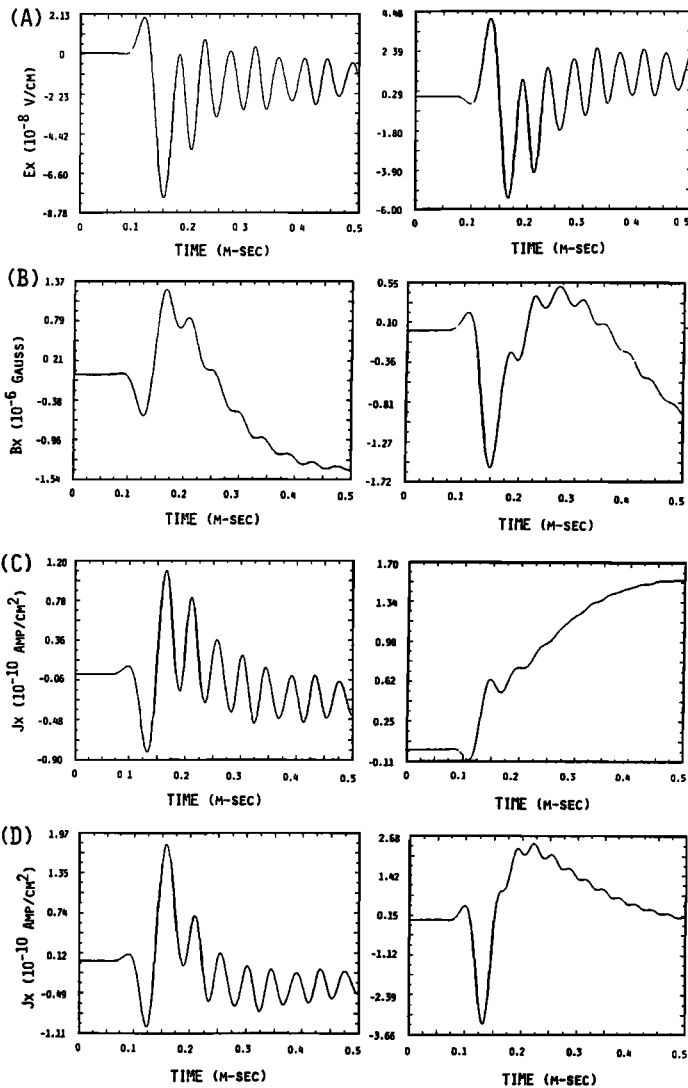 (A)
2.13
0
-2.25
-4.42
-6.60
-8.78
Ex (10⁻⁸ V/CM)
0 0.1 0.2 0.3 0.4 0.5
TIME (M-SEC)
4.48
2.39
0.29
-1.80
-3.90
-6.00
0 0.1 0.2 0.3 0.4 0.5
TIME (M-SEC)
(B)
1.37
0.79
0.21
-0.38
-0.96
-1.54
Bx (10⁻⁶ GAUSS)
0 0.1 0.2 0.3 0.4 0.5
TIME (M-SEC)
0.55
0.10
-0.36
-0.81
-1.27
-1.72
0 0.1 0.2 0.3 0.4 0.5
TIME (M-SEC)
(C)
1.20
0.78
0.36
-0.06
-0.48
-0.90
Jx (10⁻¹⁰ AMP/CM²)
0 0.1 0.2 0.3 0.4 0.5
TIME (M-SEC)
1.70
1.34
0.98
0.62
0.25
-0.11
0 0.1 0.2 0.3 0.4 0.5
TIME (M-SEC)
(D)
1.97
1.35
0.74
0.12
-0.49
-1.11
Jx (10⁻¹⁰ AMP/CM²)
0 0.1 0.2 0.3 0.4 0.5
TIME (M-SEC)
2.68
1.42
0.15
-1.12
-2.39
-3.66
0 0.1 0.2 0.3 0.4 0.5
TIME (M-SEC)